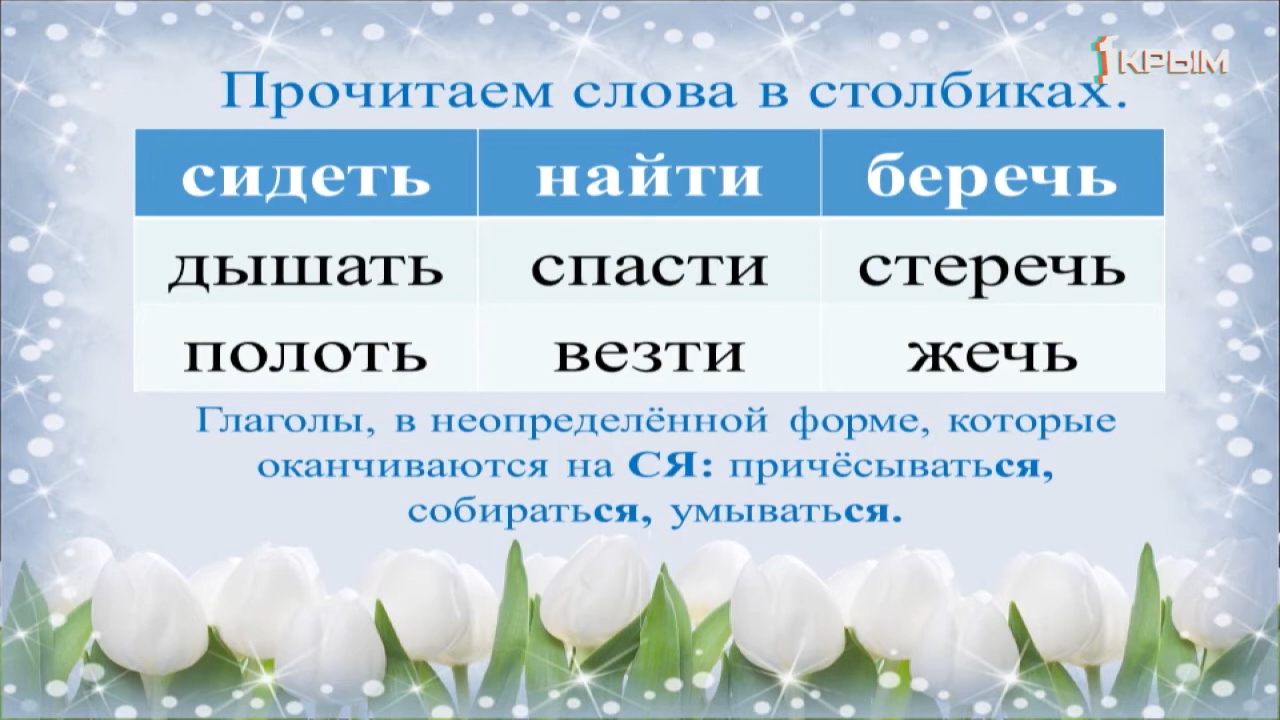 1 КРЫМ
Прочитаем слова в столбиках.
сидеть найти беречь
дышать спасти стеречь
полоть везти жечь
Глаголы, в неопределённой форме, которые
оканчиваются на СЯ: причёсываться,
собираться, умываться.